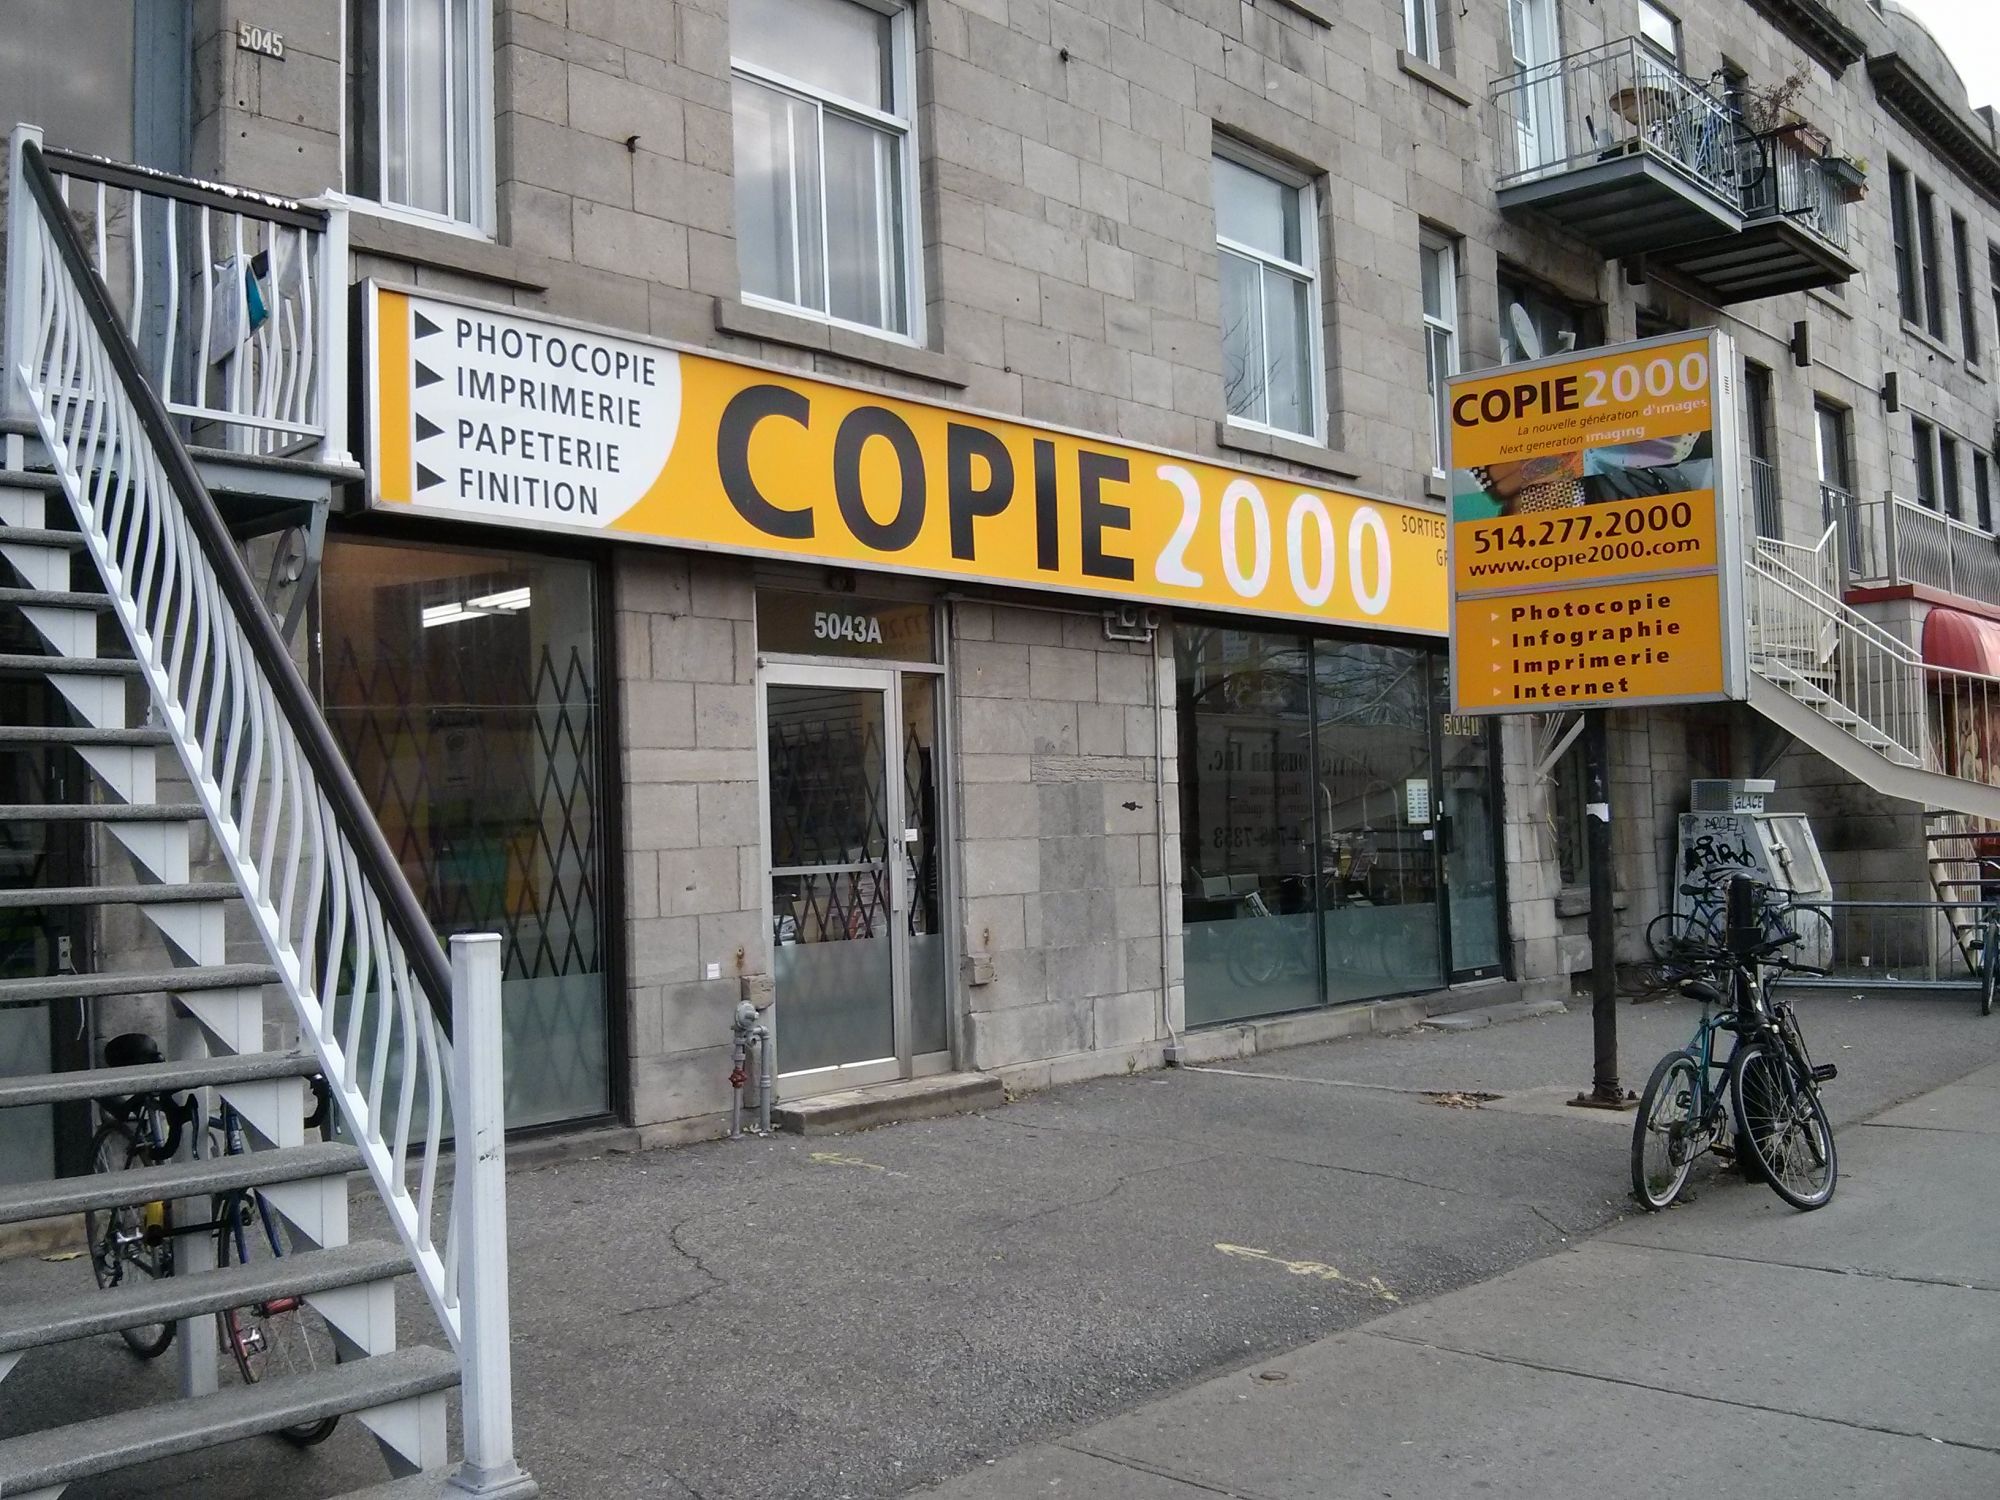 5045
PHOTOCOPIE
IMPRIMERIE
PAPETERIE
FINITION
COPIE2000
SORTIES
5043A
COPIE2000
La nouvelle génération d'images
Next generation imaging
514.277.2000
www.copie2000.com
Photocopie
Infographie
Imprimerie
Internet
5041
GLACE